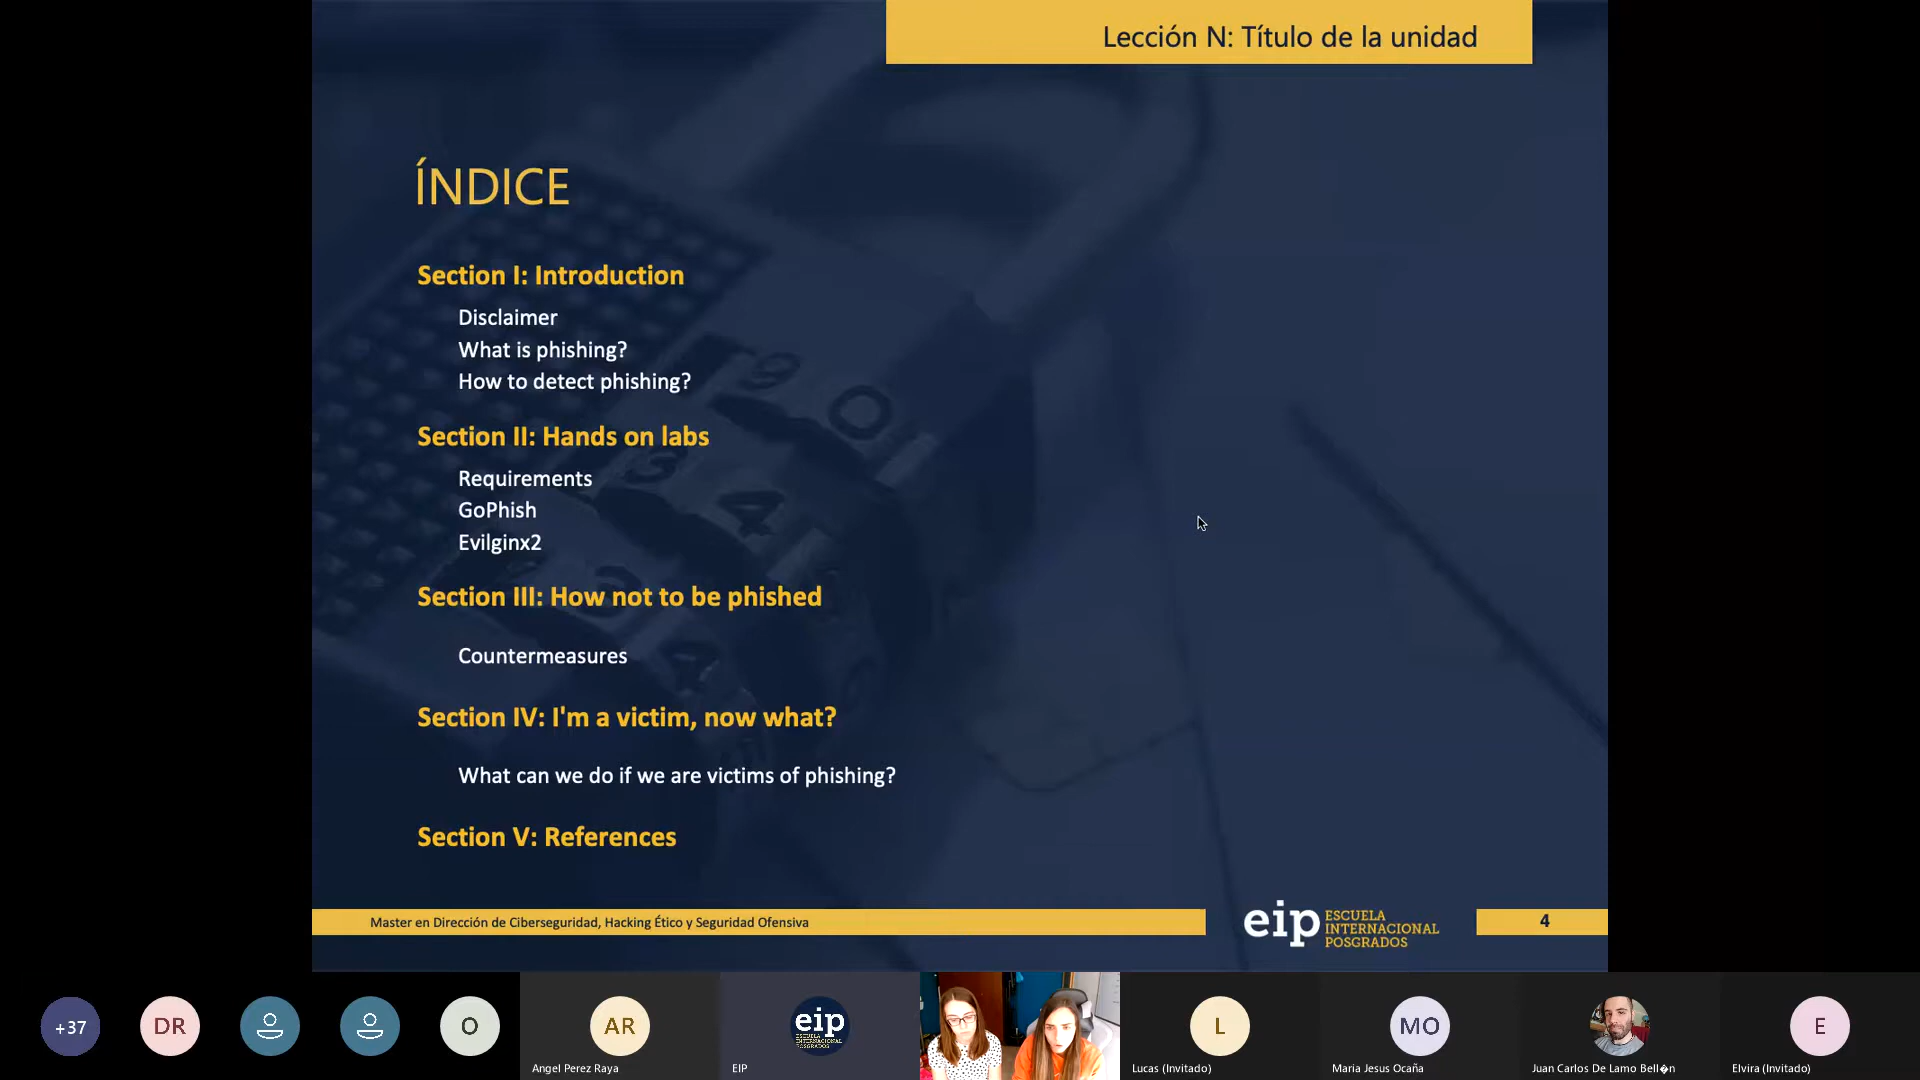 Lección N: Título de la unidad
ÍNDICE
Section I: Introduction
Disclaimer
What is phishing?
How to detect phishing?
Section II: Hands on labs
Requirements
GoPhish
Evilginx2
Section III: How not to be phished
Countermeasures
Section IV: I'm a victim, now what?
What can we do if we are victims of phishing?
Section V: References
Master en Dirección de Ciberseguridad, Hacking Ético y Seguridad Ofensiva
eip ESCUELA
INTERNACIONAL
POSGRADOS
4
+37
DR
O
AR
Angel Perez Raya
eip
ESCUELA
INTERNACIONAL
POSGRADOS
EIP
L
Lucas (Invitado)
MO
Maria Jesus Ocaña
Juan Carlos De Lamo Bell�n
E
Elvira (Invitado)